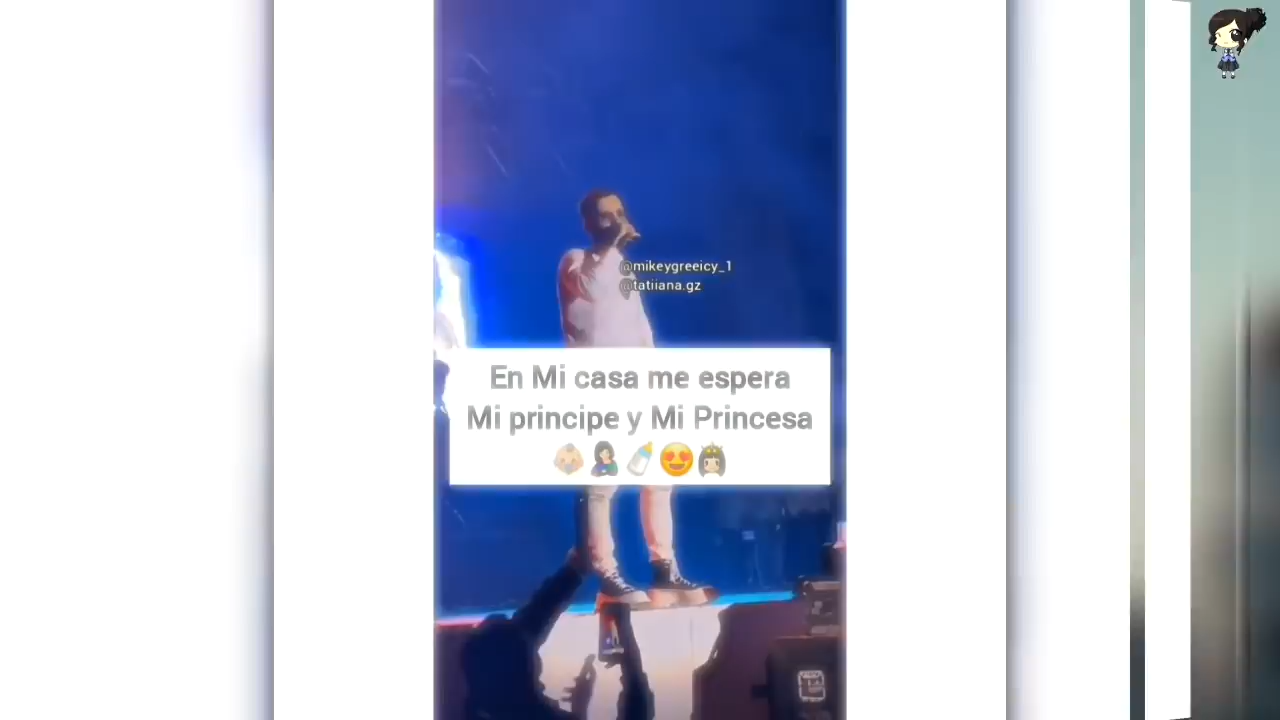 @mikeygreeicy_1
@tatiiana.gz
En Mi casa me espera
Mi principe y Mi Princesa
👶🏼🤱🏻🍼😍👸🏻